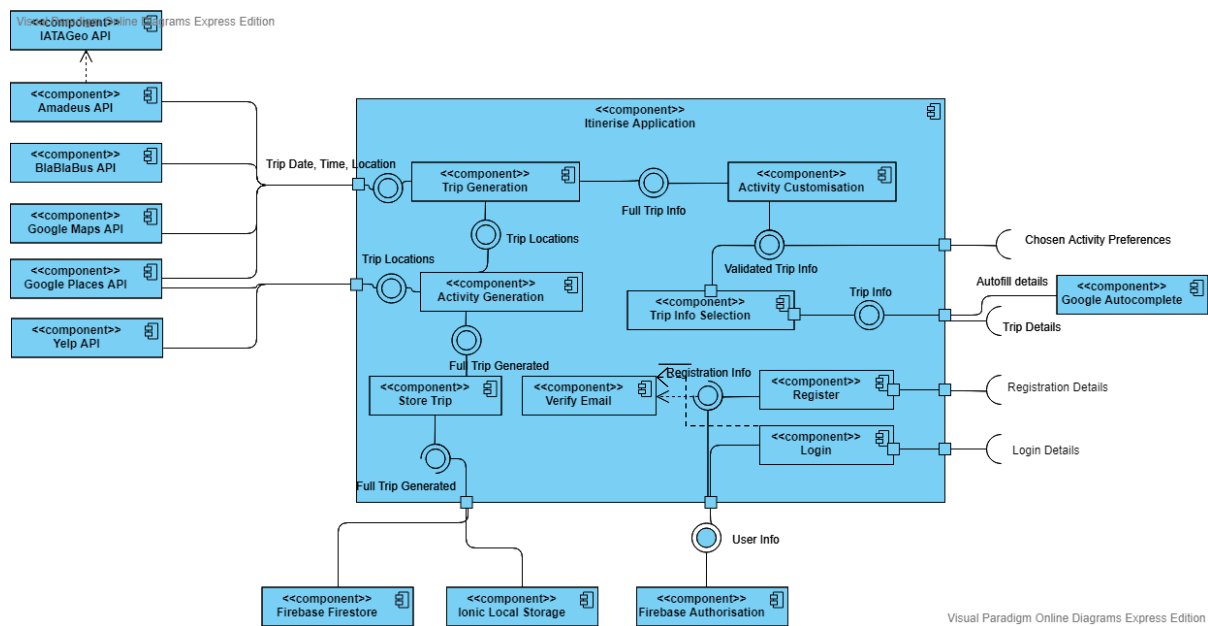 Visual Paradigm Online Diagrams Express Edition
<<component>>
IATAGeo API
<<component>>
Amadeus API
<<component>>
Itinerise Application
<<component>>
BlaBlaBus API
Trip Date, Time, Location
<<component>>
Trip Generation
<<component>>
Activity Customisation
Full Trip Info
<<component>>
Google Maps API
Trip Locations
Chosen Activity Preferences
Trip Locations
Validated Trip Info
<<component>>
Google Places API
<<component>>
Activity Generation
<<component>>
Trip Info Selection
Trip Info
Autofill details
<<component>>
Google Autocomplete
Trip Details
<<component>>
Yelp API
Full Trip Generated
Registration Info
<<component>>
Store Trip
<<component>>
Verify Email
<<component>>
Register
Registration Details
<<component>>
Login
Login Details
Full Trip Generated
User Info
<<component>>
Firebase Firestore
<<component>>
Ionic Local Storage
<<component>>
Firebase Authorisation
Visual Paradigm Online Diagrams Express Edition